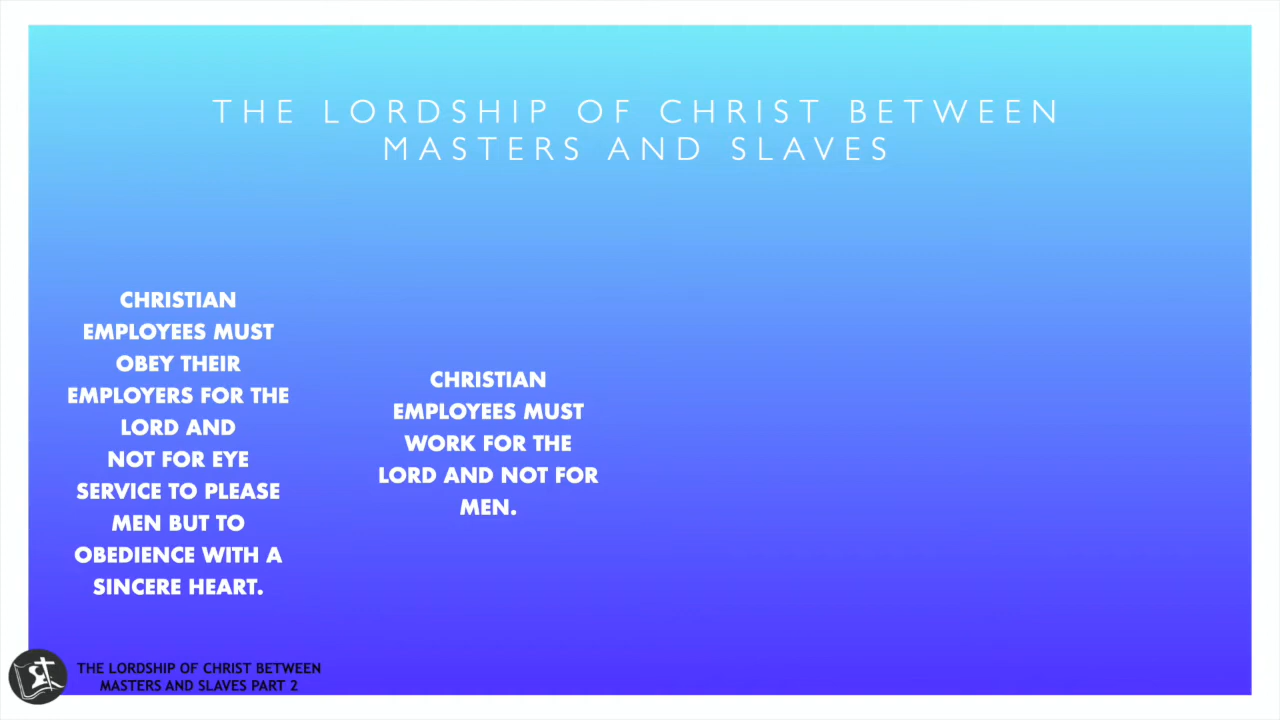 THE LORDSHIP OF CHRIST BETWEEN
MASTERS AND SLAVES
CHRISTIAN
EMPLOYEES MUST
OBEY THEIR
EMPLOYERS FOR THE
LORD AND
NOT FOR EYE
SERVICE TO PLEASE
MEN BUT TO
OBEDIENCE WITH A
SINCERE HEART.
CHRISTIAN
EMPLOYEES MUST
WORK FOR THE
LORD AND NOT FOR
MEN.
THE LORDSHIP OF CHRIST BETWEEN
MASTERS AND SLAVES PART 2